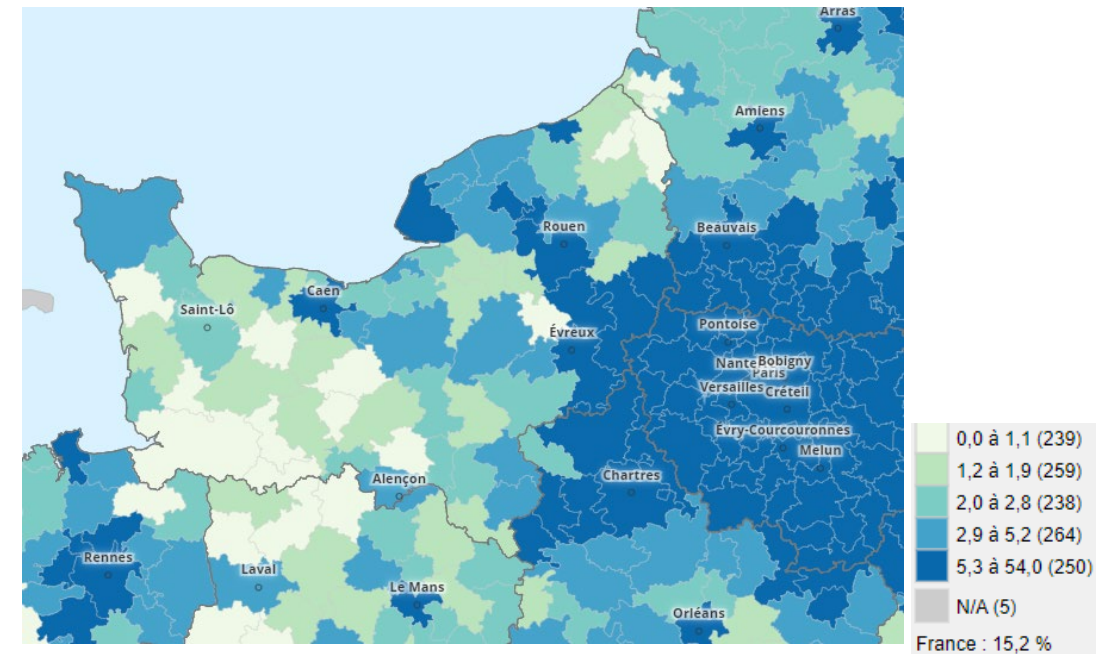 Arras
Amiens
Rouen
Beauvais
Caen
Saint-Lô
Pontoise
Évreux
Nante
Bobigny
Paris
Versailles
Créteil
Évry-Courcouronnes
Melun
Alençon
Chartres
Rennes
Laval
Le Mans
Orléans
0,0 à 1,1 (239)
1,2 à 1,9 (259)
2,0 à 2,8 (238)
2,9 à 5,2 (264)
5,3 à 54,0 (250)
N/A (5)
France : 15,2 %